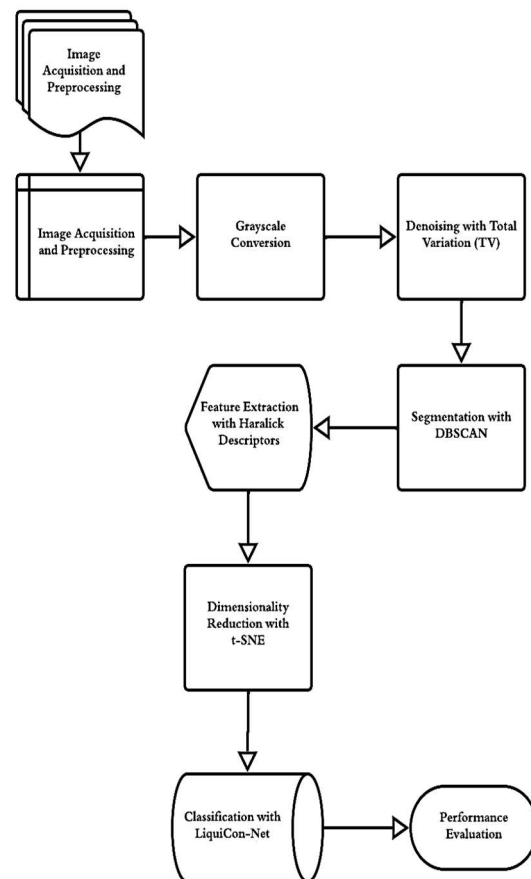 Image
Acquisition and
Preprocessing
Image Acquisition
and Preprocessing
Grayscale
Conversion
Denoising with Total
Variation (TV)
Segmentation with
DBSCAN
Feature Extraction
with Haralick
Descriptors
Dimensionality
Reduction with
t-SNE
Classification with
LiquiCon-Net
Performance
Evaluation